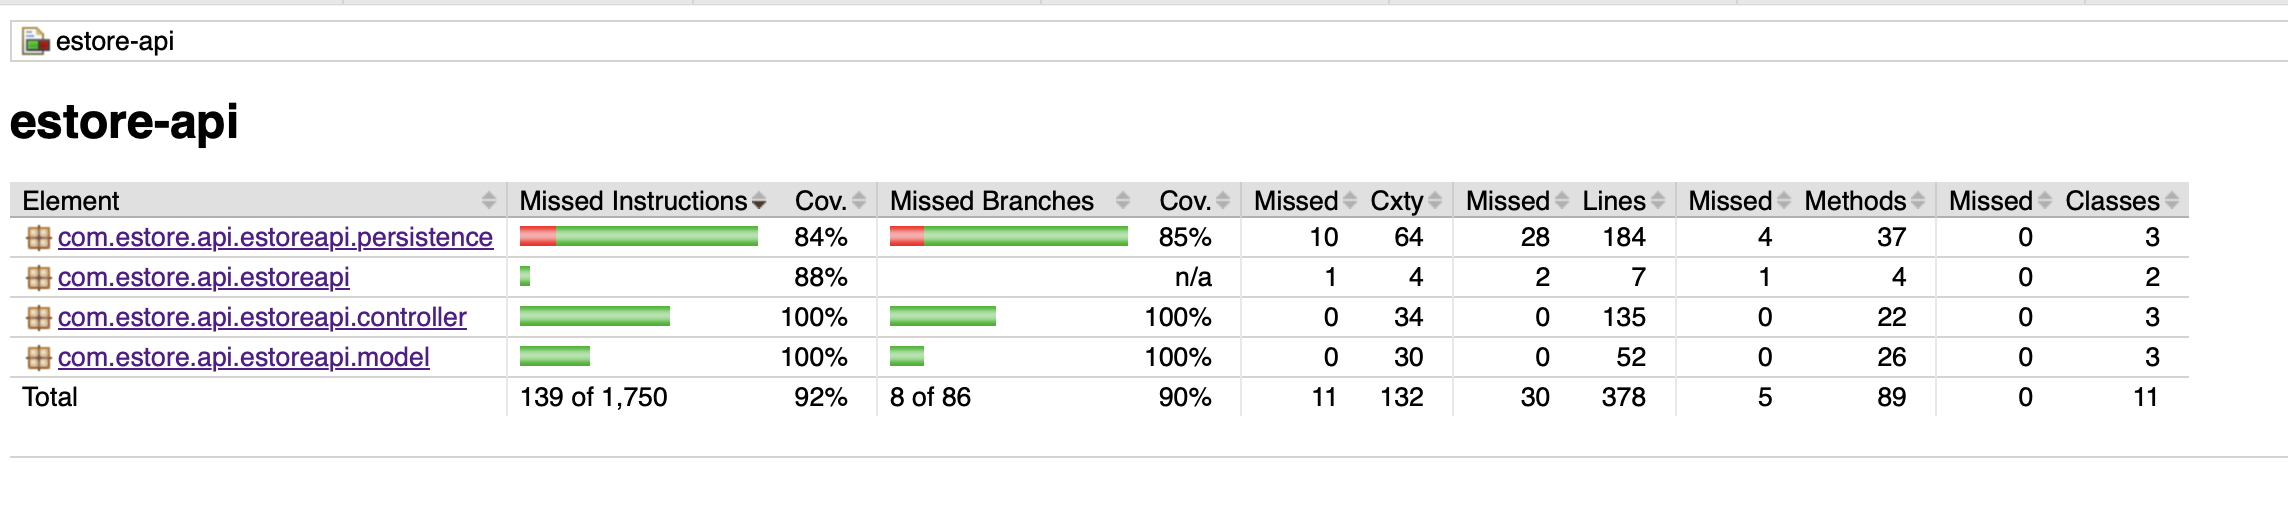 estore-api
estore-api
Element Missed Instructions Cov. Missed Branches Cov. Missed Cxty Missed Lines Missed Methods Missed Classes
com.estore.api.estoreapi.persistence 84% 85% 10 64 28 184 4 37 0 3
com.estore.api.estoreapi 88% n/a 1 4 2 7 1 4 0 2
com.estore.api.estoreapi.controller 100% 100% 0 34 0 135 0 22 0 3
com.estore.api.estoreapi.model 100% 100% 0 30 0 52 0 26 0 3
Total 139 of 1,750 92% 8 of 86 90% 11 132 30 378 5 89 0 11